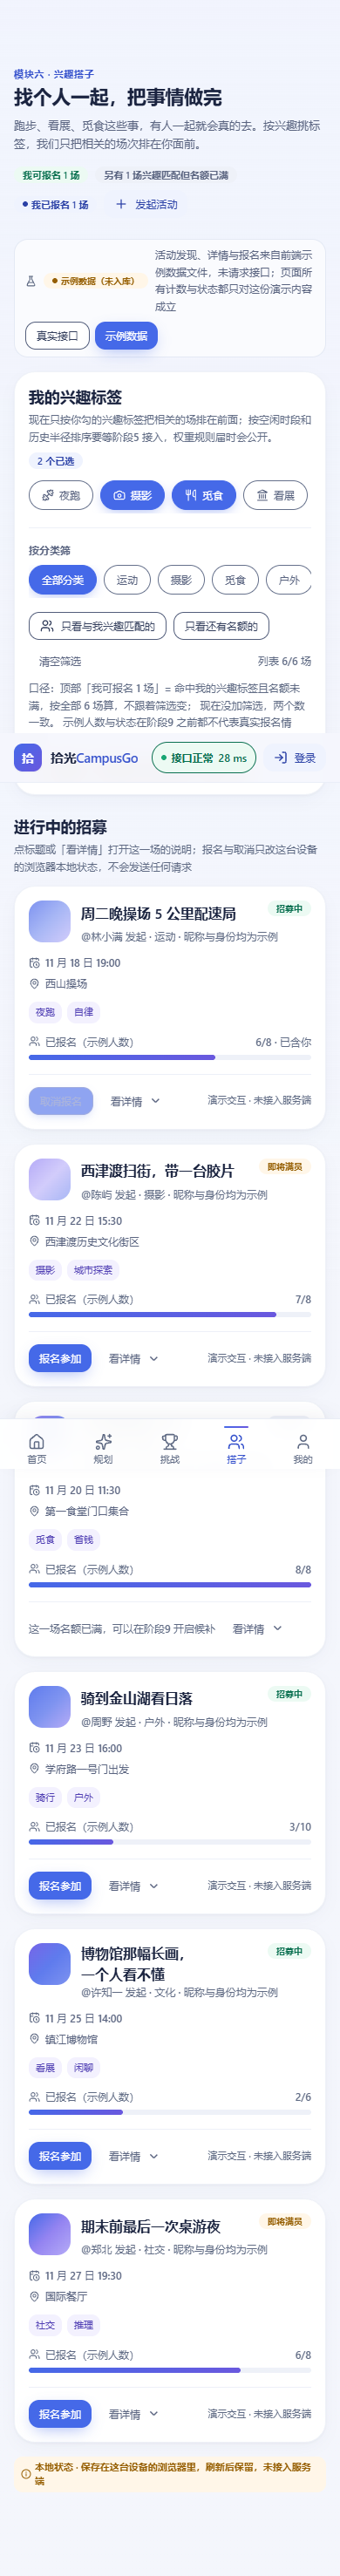 模块六 · 兴趣搭子
找个人一起，把事情做完
跑步、看展、觅食这些事，有人一起就会真的去。按兴趣挑标
签，我们只把相关的场次排在你面前。
我可报名 1 场
另有 1 场兴趣匹配但名额已满
我已报名 1 场
发起活动
示例数据（未入库）
活动发现、详情与报名来自前端示
例数据文件，未请求接口；页面所
有计数与状态都只对这份演示内容
成立
真实接口
示例数据
我的兴趣标签
现在只按你勾的兴趣标签把相关的场排在前面；按空闲时段和
历史半径排序要等阶段5 接入，权重规则届时会公开。
2 个已选
夜跑
摄影
觅食
看展
按分类筛
全部分类
运动
摄影
觅食
户外
只看与我兴趣匹配的
只看还有名额的
清空筛选
列表 6/6 场
口径：顶部「我可报名 1 场」= 命中我的兴趣标签且名额未
满，按全部 6 场算，不跟着筛选变； 现在没加筛选，两个数
一致。 示例人数与状态在阶段9 之前都不代表真实报名情
拾
拾光CampusGo
接口正常 28 ms
登录
进行中的招募
点标题或「看详情」打开这一场的说明；报名与取消只改这台设备
的浏览器本地状态，不会发送任何请求
周二晚操场 5 公里配速局
招募中
@林小满 发起 · 运动 · 昵称与身份均为示例
11 月 18 日 19:00
西山操场
夜跑
自律
已报名（示例人数）
6/8 · 已含你
取消报名
看详情
演示交互 · 未接入服务端
西津渡扫街，带一台胶片
即将满员
@陈屿 发起 · 摄影 · 昵称与身份均为示例
11 月 22 日 15:30
西津渡历史文化街区
摄影
城市探索
已报名（示例人数）
7/8
报名参加
看详情
演示交互 · 未接入服务端
首页
规划
挑战
搭子
我的
11 月 20 日 11:30
第一食堂门口集合
觅食
省钱
已报名（示例人数）
8/8
这一场名额已满，可以在阶段9 开启候补
看详情
骑到金山湖看日落
招募中
@周野 发起 · 户外 · 昵称与身份均为示例
11 月 23 日 16:00
学府路一号门出发
骑行
户外
已报名（示例人数）
3/10
报名参加
看详情
演示交互 · 未接入服务端
博物馆那幅长画，
一个人看不懂
招募中
@许知一 发起 · 文化 · 昵称与身份均为示例
11 月 25 日 14:00
镇江博物馆
看展
闲聊
已报名（示例人数）
2/6
报名参加
看详情
演示交互 · 未接入服务端
期末前最后一次桌游夜
即将满员
@郑北 发起 · 社交 · 昵称与身份均为示例
11 月 27 日 19:30
国际餐厅
社交
推理
已报名（示例人数）
6/8
报名参加
看详情
演示交互 · 未接入服务端
本地状态 · 保存在这台设备的浏览器里，刷新后保留，未接入服务
端